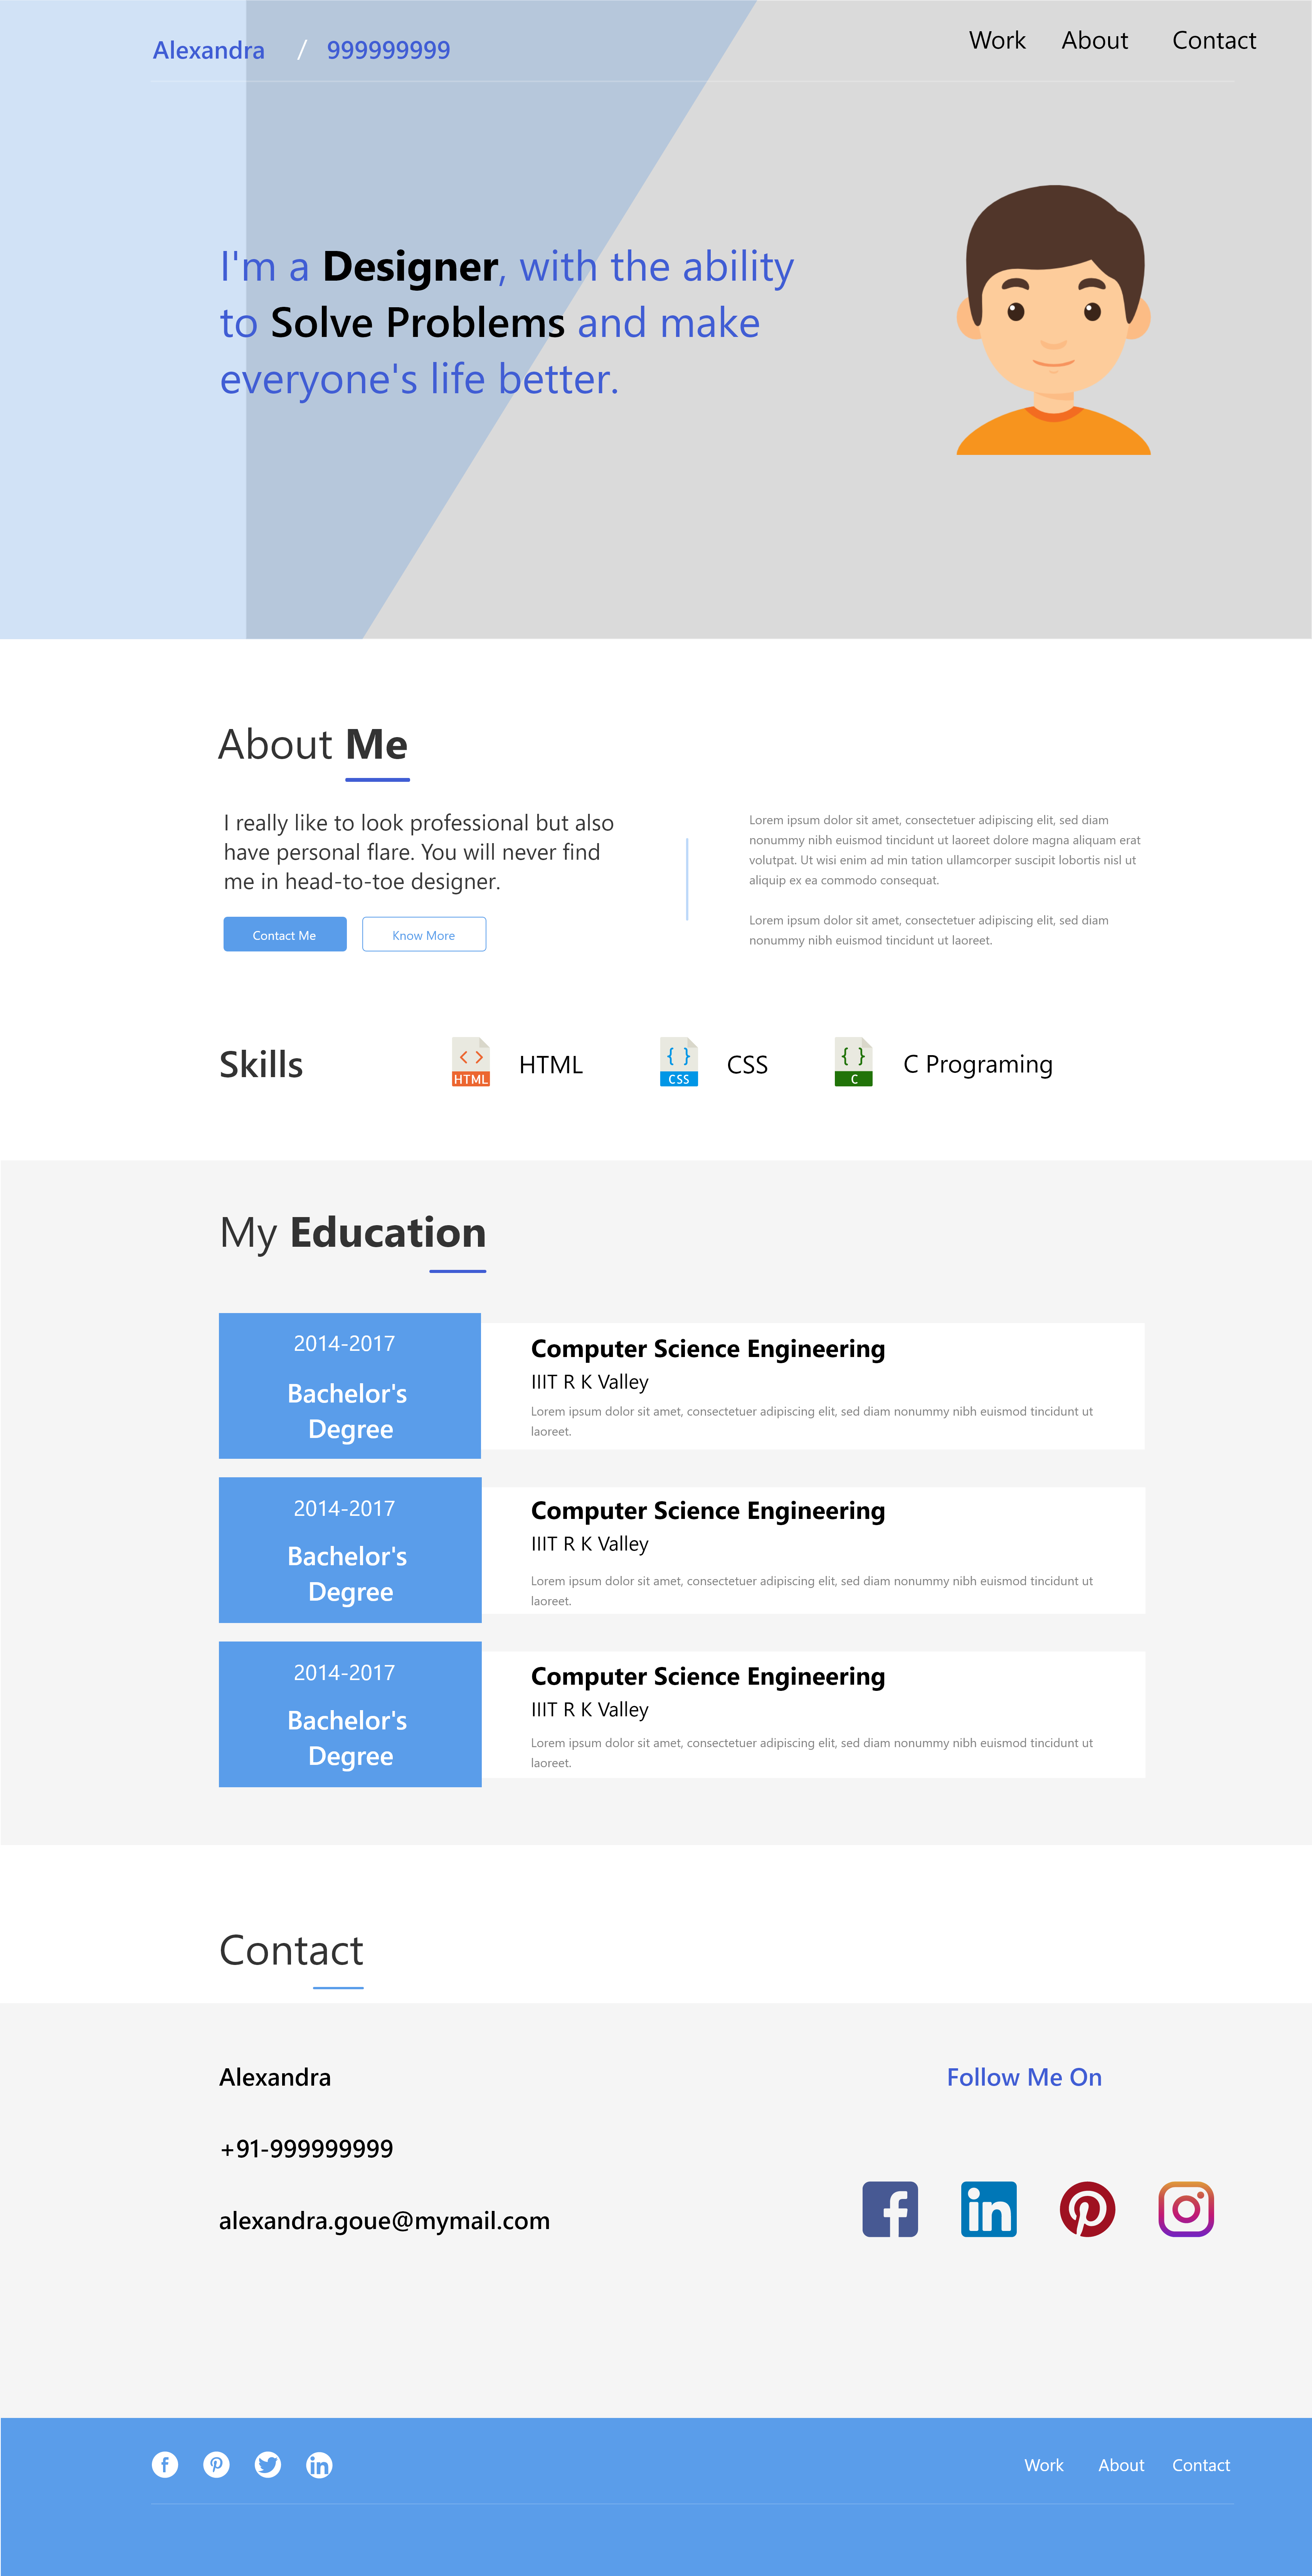 Alexandra / 999999999
Work About Contact
I'm a Designer, with the ability
to Solve Problems and make
everyone's life better.
About Me
I really like to look professional but also
have personal flare. You will never find
me in head-to-toe designer.
Contact Me Know More
Lorem ipsum dolor sit amet, consectetuer adipiscing elit, sed diam
nonummy nibh euismod tincidunt ut laoreet dolore magna aliquam erat
volutpat. Ut wisi enim ad min tation ullamcorper suscipit lobortis nisl ut
aliquip ex ea commodo consequat.
Lorem ipsum dolor sit amet, consectetuer adipiscing elit, sed diam
nonummy nibh euismod tincidunt ut laoreet.
Skills
HTML HTML
CSS CSS
C C Programing
My Education
2014-2017
Bachelor's
Degree
Computer Science Engineering
IIIT R K Valley
Lorem ipsum dolor sit amet, consectetuer adipiscing elit, sed diam nonummy nibh euismod tincidunt ut
laoreet.
2014-2017
Bachelor's
Degree
Computer Science Engineering
IIIT R K Valley
Lorem ipsum dolor sit amet, consectetuer adipiscing elit, sed diam nonummy nibh euismod tincidunt ut
laoreet.
2014-2017
Bachelor's
Degree
Computer Science Engineering
IIIT R K Valley
Lorem ipsum dolor sit amet, consectetuer adipiscing elit, sed diam nonummy nibh euismod tincidunt ut
laoreet.
Contact
Alexandra
+91-999999999
alexandra.goue@mymail.com
Follow Me On
Work About Contact